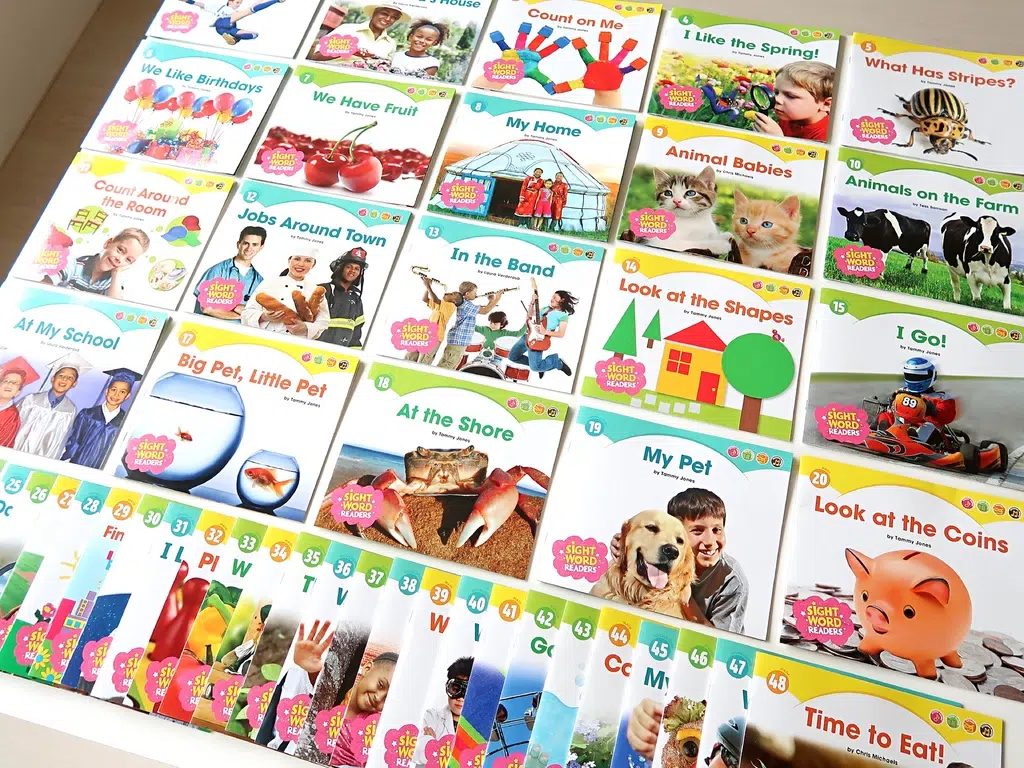 SIGHT WORD
READERS
's House
SIGHT WORD
READERS
Count on Me
by Tammy Jones
SIGHT WORD
READERS
4
I Like the Spring!
by Tammy Jones
SIGHT WORD
READERS
5
What Has Stripes?
by Tammy Jones
SIGHT WORD
READERS
6
We Like Birthdays
by Tammy Jones
SIGHT WORD
READERS
7
We Have Fruit
by Tammy Jones
SIGHT WORD
READERS
8
My Home
by Tammy Jones
SIGHT WORD
READERS
9
Animal Babies
by Chris Michaels
SIGHT WORD
READERS
10
Animals on the Farm
SIGHT WORD
READERS
11
Count Around
the Room
by Tammy Jones
SIGHT WORD
READERS
12
Jobs Around Town
by Tammy Jones
SIGHT WORD
READERS
13
In the Band
by Laura Verderosa
SIGHT WORD
READERS
14
Look at the Shapes
by Tammy Jones
SIGHT WORD
READERS
15
I Go!
by Tammy Jones
89
SIGHT WORD
READERS
At My School
by Laura Verderosa
17
Big Pet, Little Pet
by Tammy Jones
SIGHT WORD
READERS
18
At the Shore
by Tammy Jones
SIGHT WORD
READERS
19
My Pet
by Tammy Jones
SIGHT WORD
READERS
20
Look at the Coins
by Tammy Jones
SIGHT WORD
READERS
25
26
27
28
29
Fin
30
31
I L
32
Pl
33
W
34
35
T
36
37
38
39
W
40
41
42
Go
43
44
Co
45
My
46
47
48
Time to Eat!
by Chris Michaels